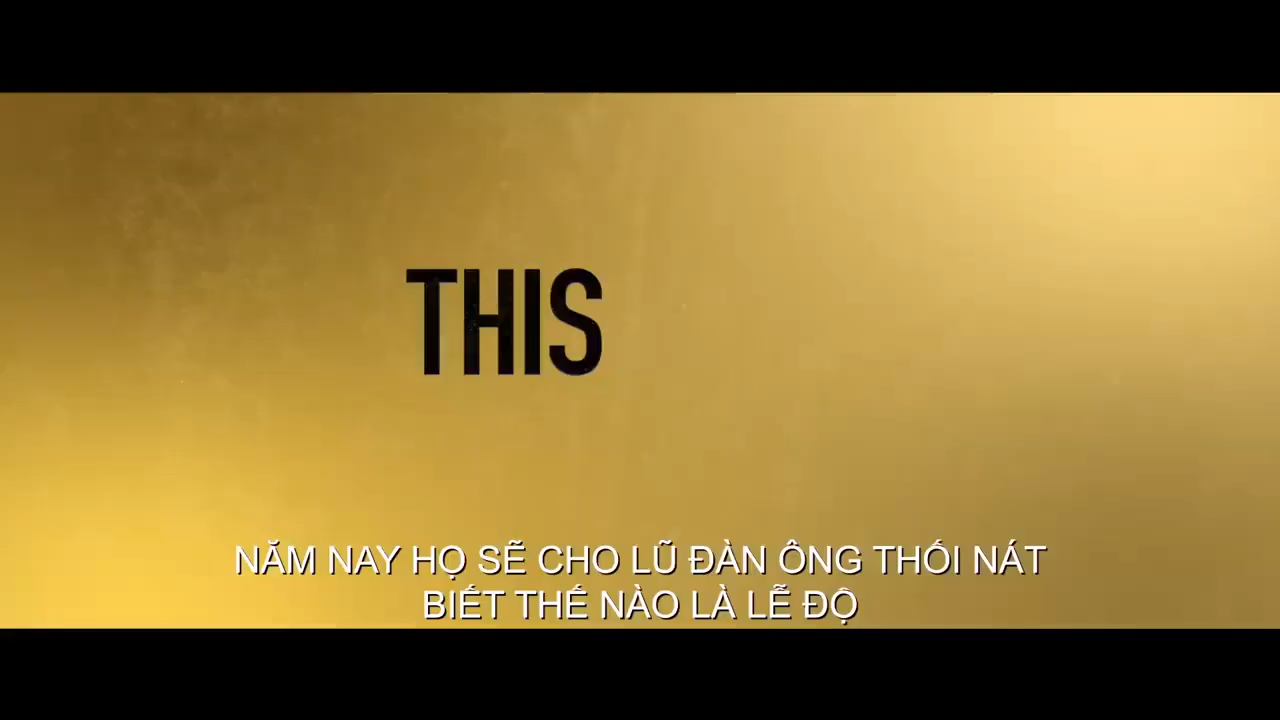 THIS
NĂM NAY HỌ SẼ CHO LŨ ĐÀN ÔNG THỐI NÁT
BIẾT THẾ NÀO LÀ LỄ ĐỘ